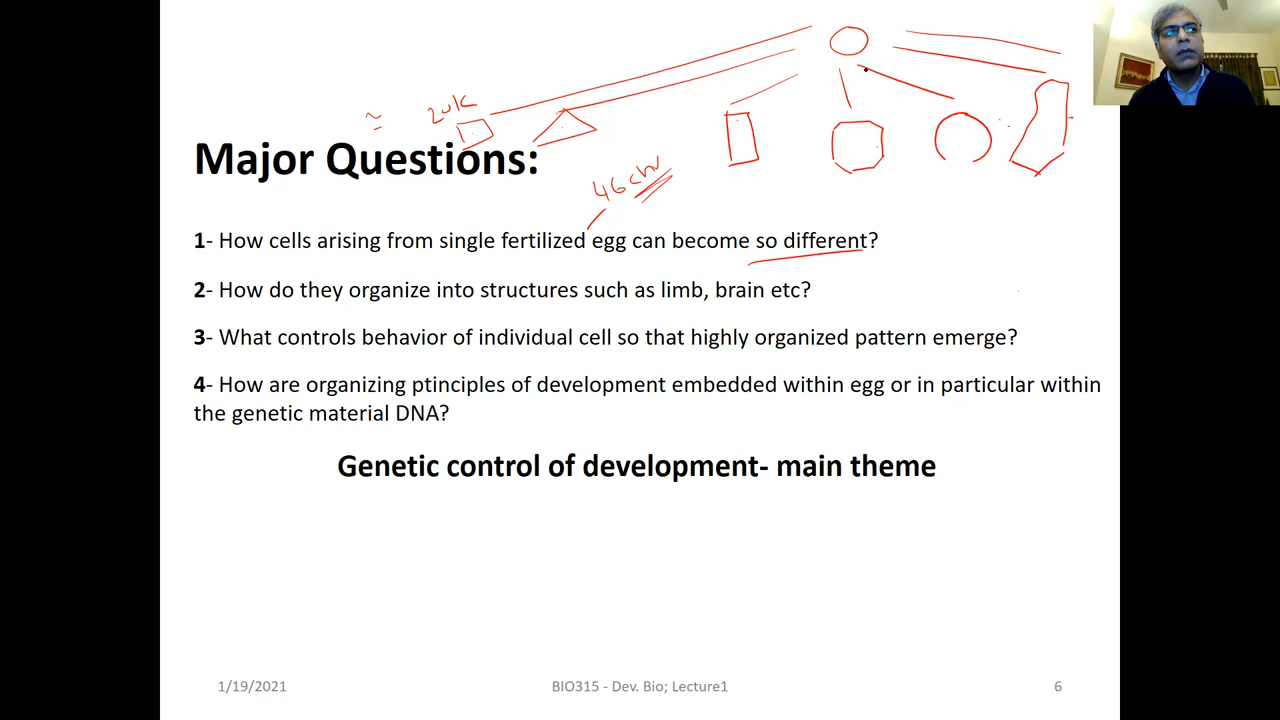 ≅ 20k
Major Questions:
46 chr
1- How cells arising from single fertilized egg can become so different?
2- How do they organize into structures such as limb, brain etc?
3- What controls behavior of individual cell so that highly organized pattern emerge?
4- How are organizing ptinciples of development embedded within egg or in particular within
the genetic material DNA?
Genetic control of development- main theme
1/19/2021
BIO315 - Dev. Bio; Lecture1
6